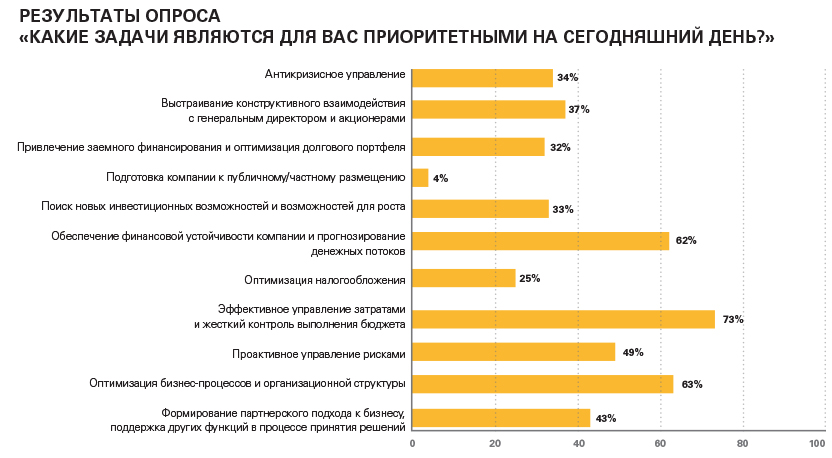 РЕЗУЛЬТАТЫ ОПРОСА
«КАКИЕ ЗАДАЧИ ЯВЛЯЮТСЯ ДЛЯ ВАС ПРИОРИТЕТНЫМИ НА СЕГОДНЯШНИЙ ДЕНЬ?»
Антикризисное управление 34%
Выстраивание конструктивного взаимодействия
с генеральным директором и акционерами 37%
Привлечение заемного финансирования и оптимизация долгового портфеля 32%
Подготовка компании к публичному/частному размещению 4%
Поиск новых инвестиционных возможностей и возможностей для роста 33%
Обеспечение финансовой устойчивости компании и прогнозирование
денежных потоков 62%
Оптимизация налогообложения 25%
Эффективное управление затратами
и жесткий контроль выполнения бюджета 73%
Проактивное управление рисками 49%
Оптимизация бизнес-процессов и организационной структуры 63%
Формирование партнерского подхода к бизнесу,
поддержка других функций в процессе принятия решений 43%
0 20 40 60 80 100